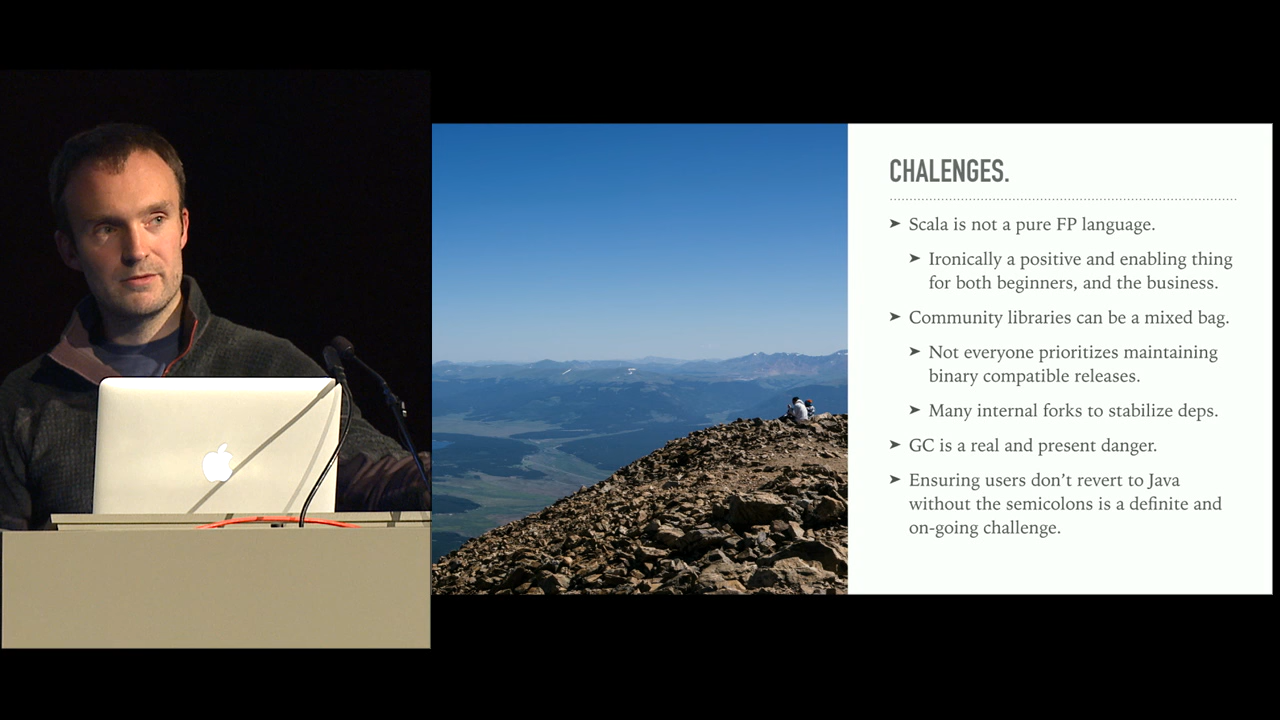 CHALENGES.
➤ Scala is not a pure FP language.
➤ Ironically a positive and enabling thing
for both beginners, and the business.
➤ Community libraries can be a mixed bag.
➤ Not everyone prioritizes maintaining
binary compatible releases.
➤ Many internal forks to stabilize deps.
➤ GC is a real and present danger.
➤ Ensuring users don’t revert to Java
without the semicolons is a definite and
on-going challenge.